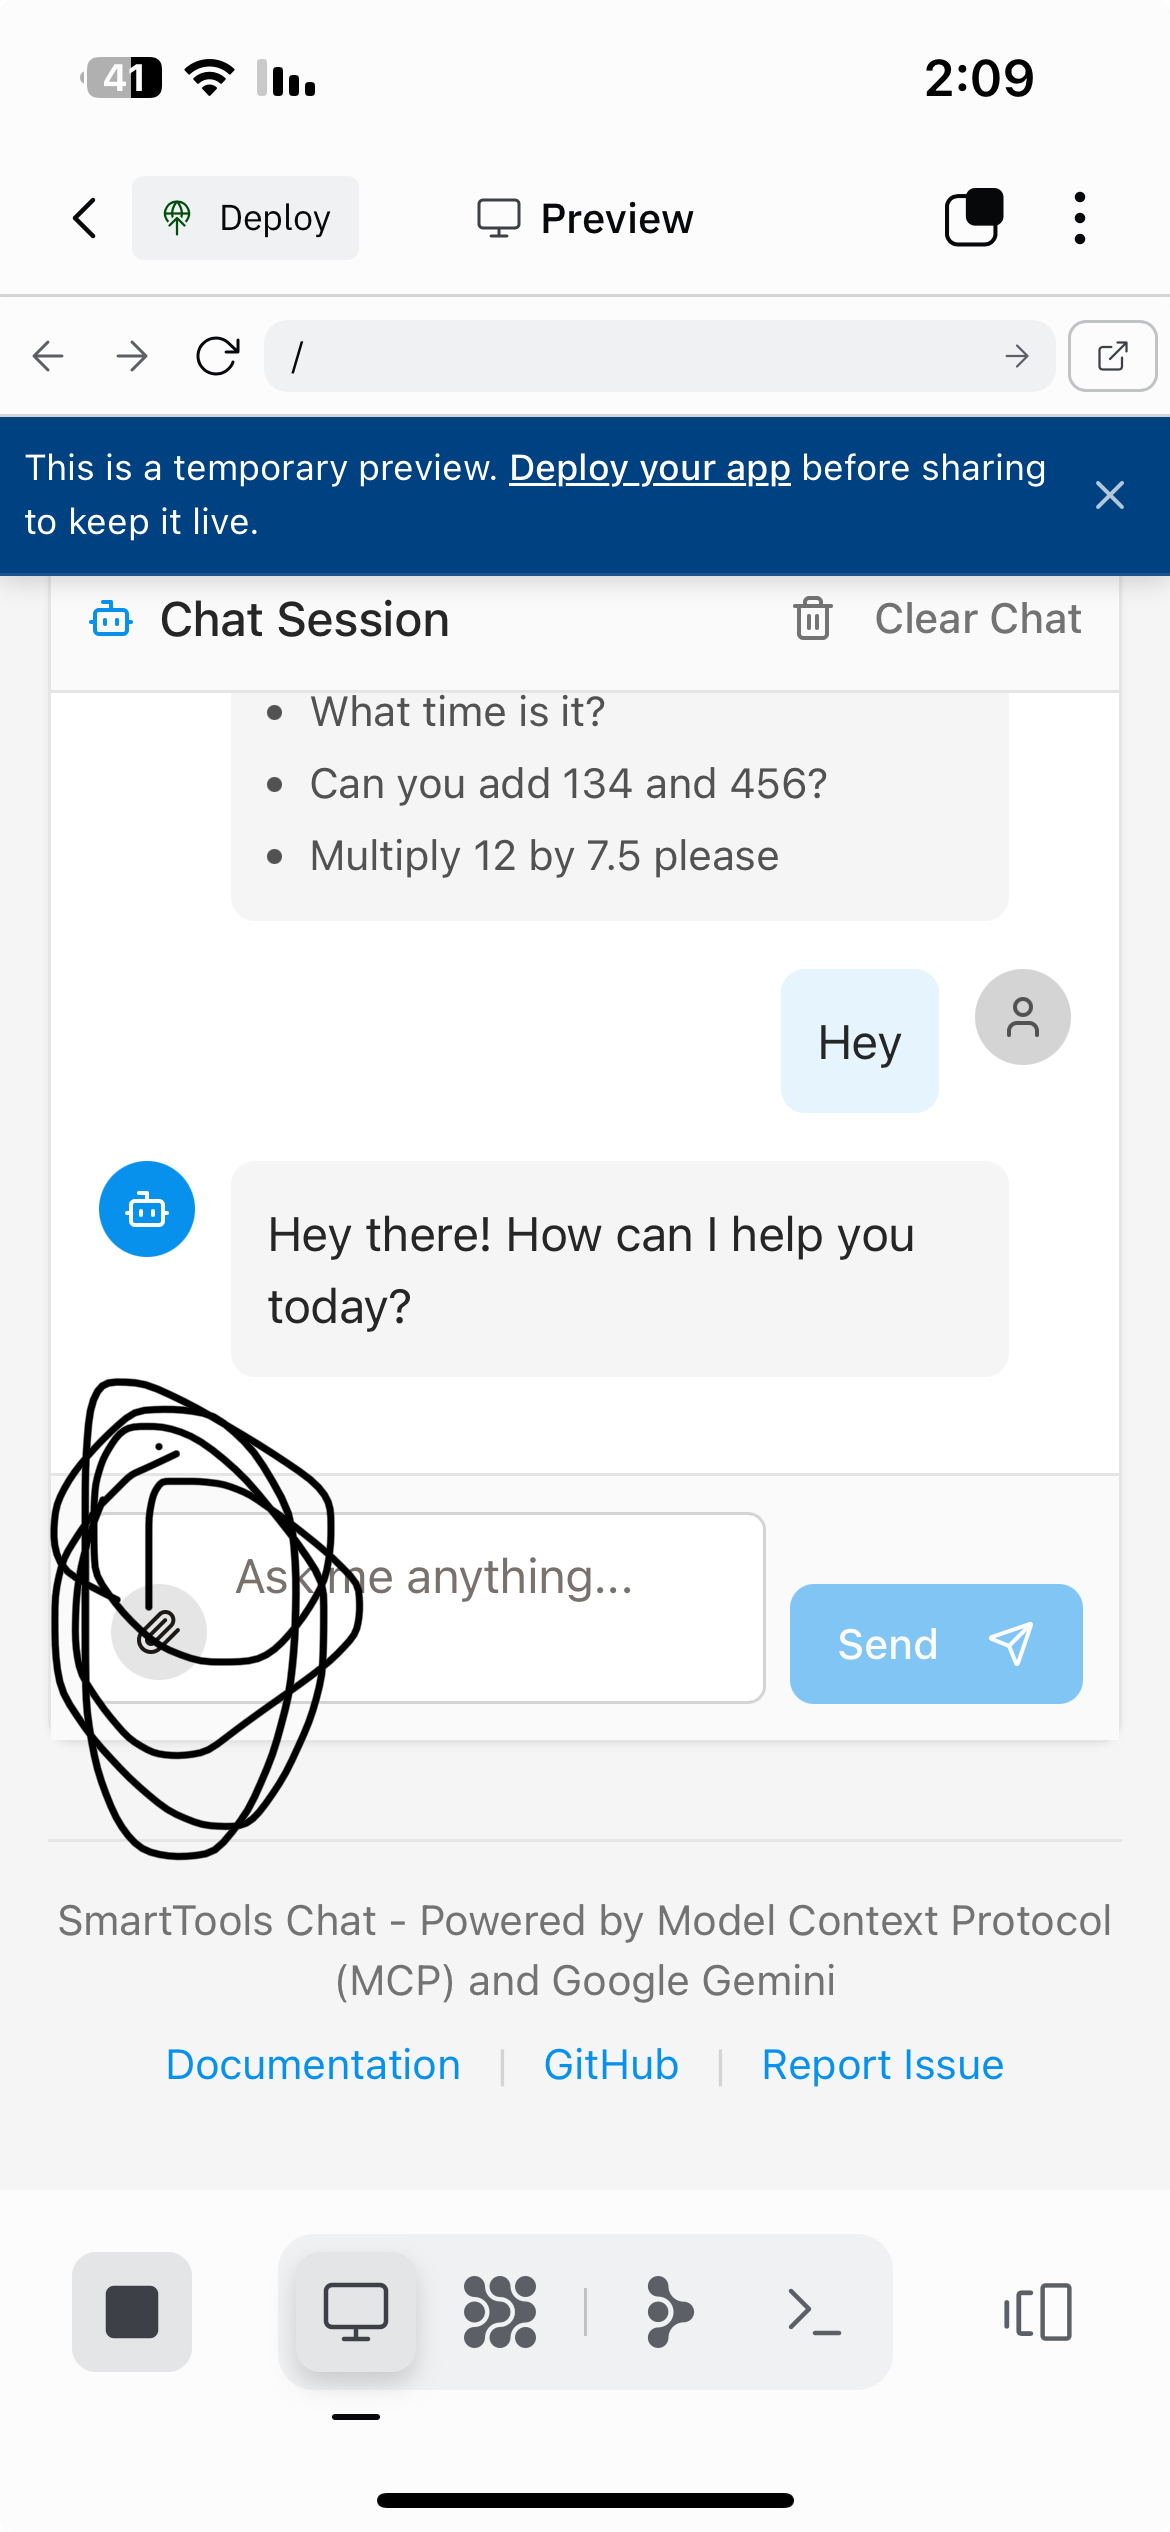 41
2:09
Deploy
Preview
/
This is a temporary preview. Deploy your app before sharing
to keep it live.
Chat Session
Clear Chat
• What time is it?
• Can you add 134 and 456?
• Multiply 12 by 7.5 please
Hey
Hey there! How can I help you
today?
Ask me anything...
Send
SmartTools Chat - Powered by Model Context Protocol
(MCP) and Google Gemini
Documentation | GitHub | Report Issue